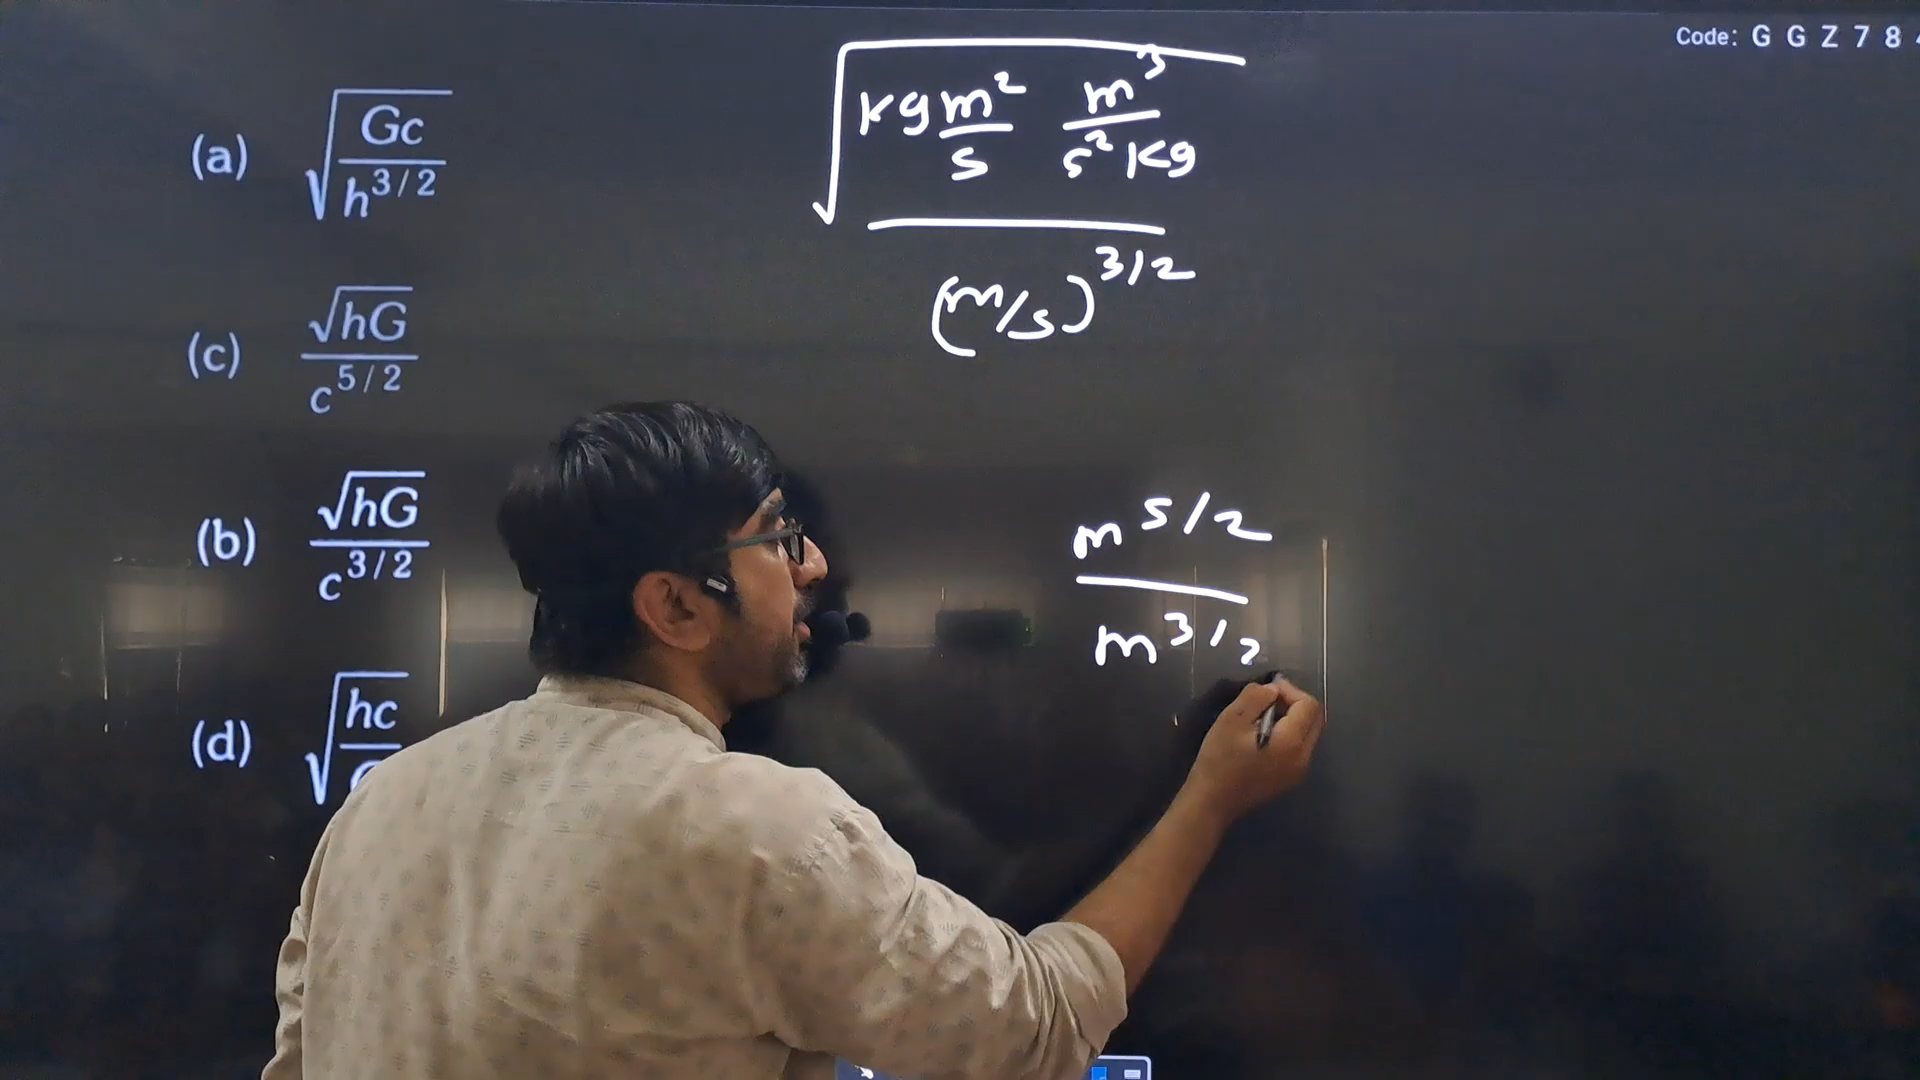 Code: G G Z 7 8
(a) √(Gc / h^3/2)
(c) √hG / c^5/2
(b) √hG / c^3/2
(d) √(hc /
√(kg m² / s  m³ / s² kg)
(m/s)^3/2
m^5/2
m^3/2